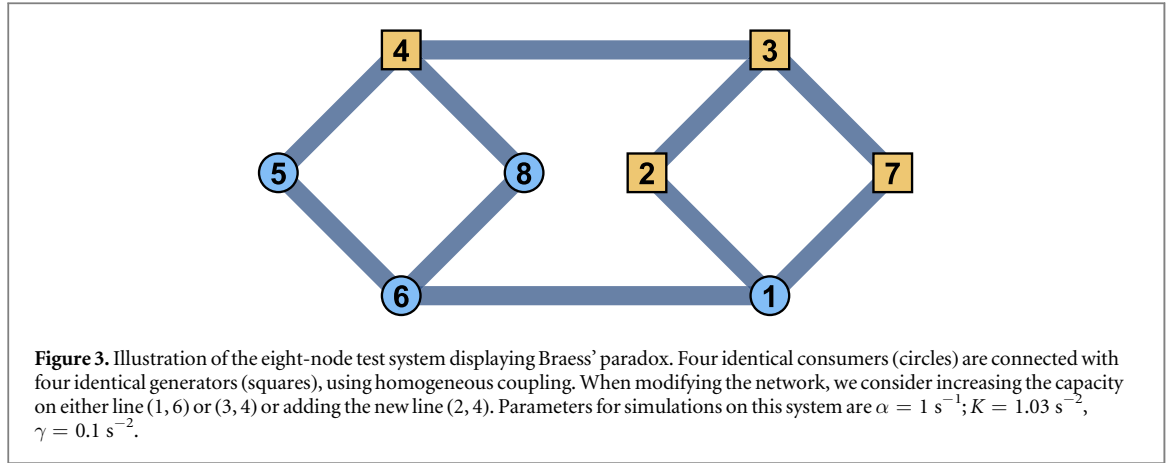 4
3
5
8
2
7
6
1
Figure 3. Illustration of the eight-node test system displaying Braess' paradox. Four identical consumers (circles) are connected with
four identical generators (squares), using homogeneous coupling. When modifying the network, we consider increasing the capacity
on either line (1, 6) or (3, 4) or adding the new line (2, 4). Parameters for simulations on this system are α = 1 s⁻¹; K = 1.03 s⁻²,
γ = 0.1 s⁻².